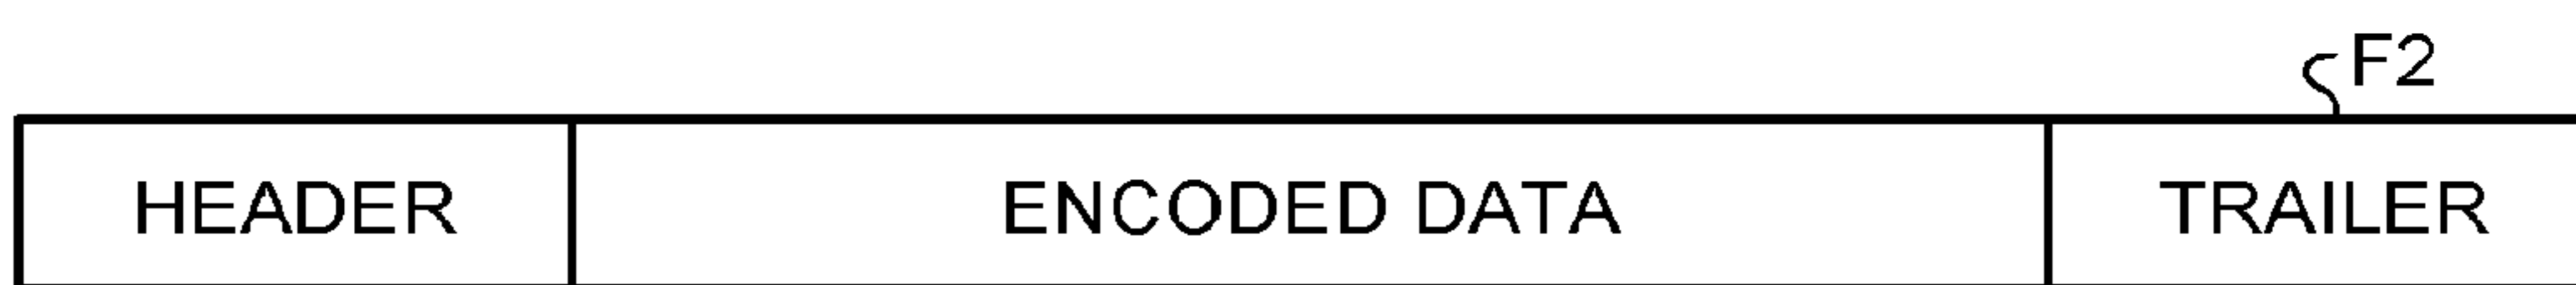 F2
HEADER ENCODED DATA TRAILER